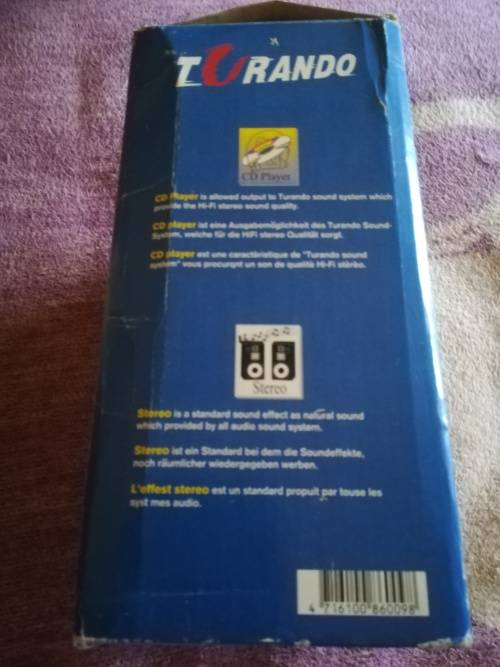 TURANDO
CD Player
CD Player is allowed output to Turando sound system which
provide the Hi-Fi stereo sound quality.
CD player ist eine Ausgabemöglichkeit des Turando Sound-
System, welche für die HiFi stereo Qualität sorgt.
CD player est une caractèristique de "Turando sound
system" vous procurqnt un son de qualitè Hi-Fi stèrèo.
Stereo
Stereo is a standard sound effect as natural sound
which provided by all audio sound system.
Stereo ist ein Standard bei dem die Soundeffekte,
noch räumlicher wiedergegeben werben.
L'effest stereo est un standard propuit par touse les
syst mes audio.
4 716100 860098